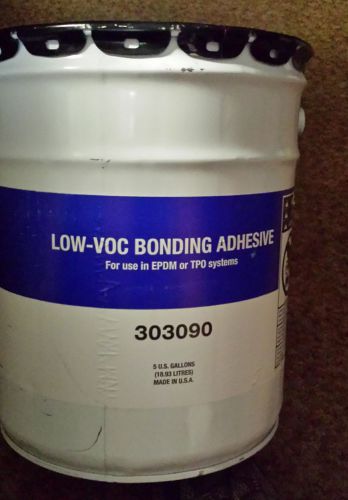 LOW-VOC BONDING ADHESIVE
For use in EPDM or TPO systems
303090
5 U.S. GALLONS
(18.93 LITRES)
MADE IN U.S.A.